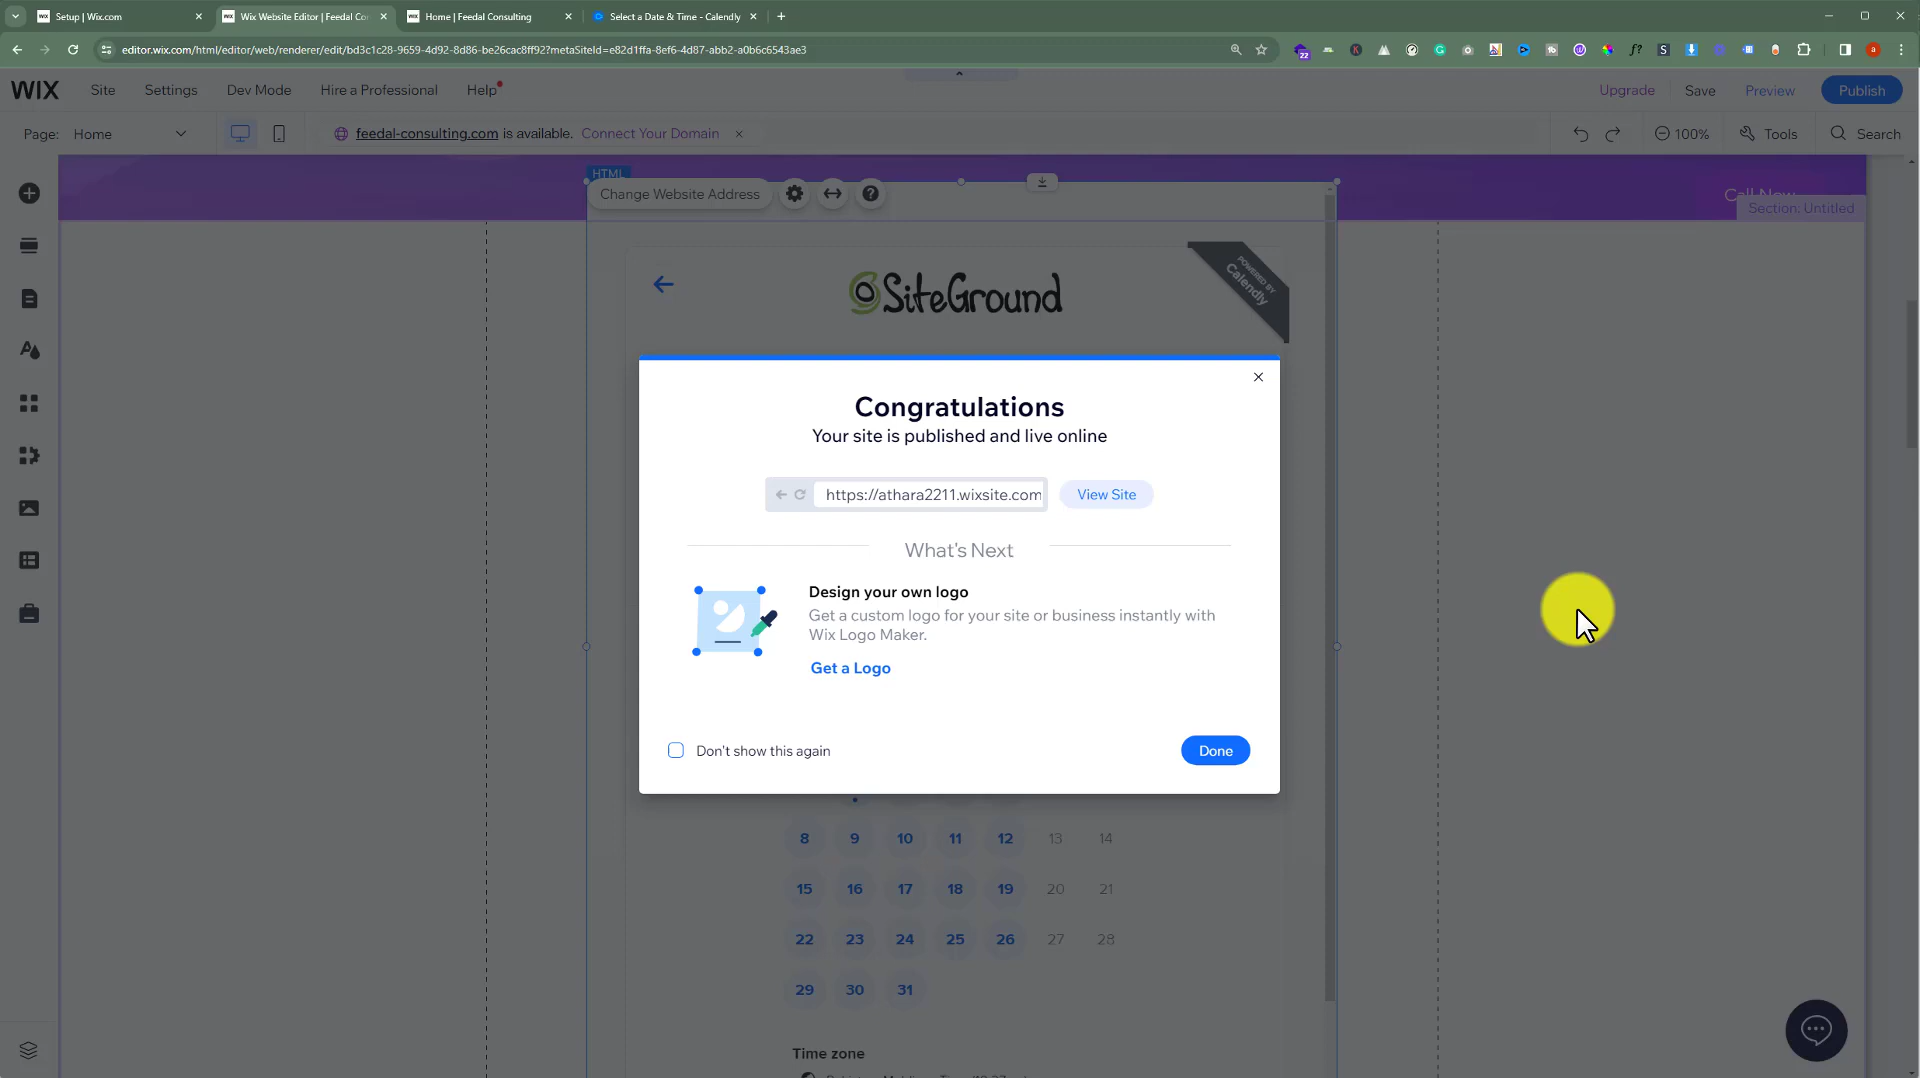 Setup | Wix.com
Wix Website Editor | Feedal Co
Home | Feedal Consulting
Select a Date & Time - Calendly
editor.wix.com/html/editor/web/renderer/edit/bd3c1c28-9659-4d92-8d86-be26cac8ff92?metaSiteId=e82d1ffa-8ef6-4d87-abb2-a0b6c6543ae3
22
WIX
Site
Settings
Dev Mode
Hire a Professional
Help
Upgrade
Save
Preview
Publish
Page: Home
feedal-consulting.com is available. Connect Your Domain
100%
Tools
Search
HTML
Change Website Address
Call Now
Section: Untitled
SiteGround
POWERED BY
Calendly
Congratulations
Your site is published and live online
https://athara2211.wixsite.com
View Site
What's Next
Design your own logo
Get a custom logo for your site or business instantly with
Wix Logo Maker.
Get a Logo
Don't show this again
Done
8 9 10 11 12 13 14
15 16 17 18 19 20 21
22 23 24 25 26 27 28
29 30 31
Time zone